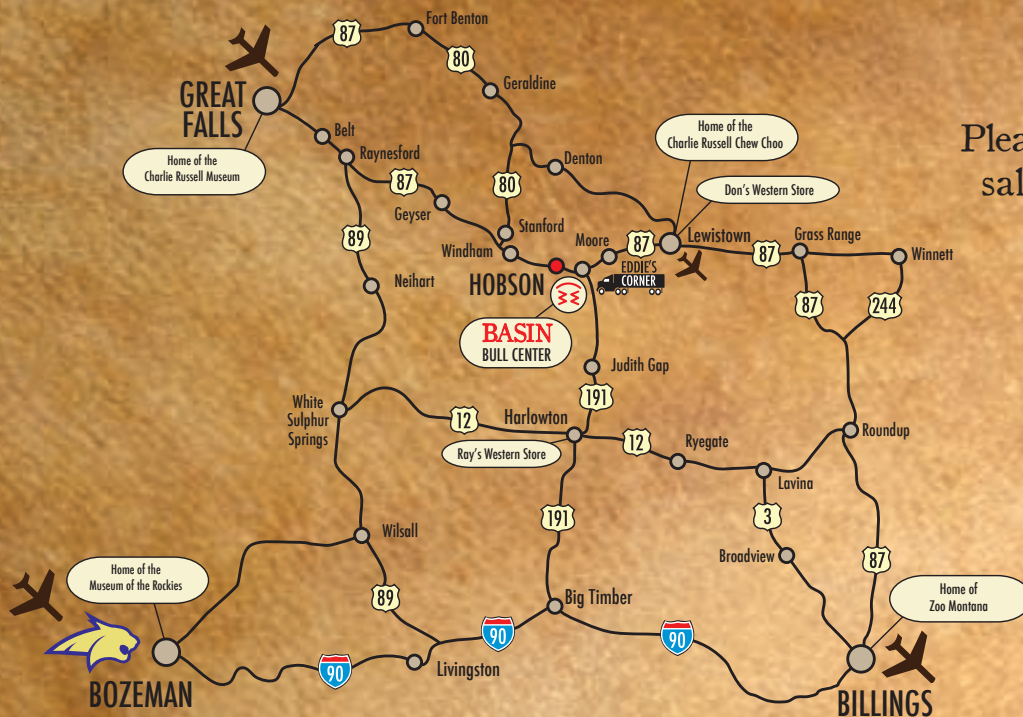 Fort Benton
87
80
GREAT
FALLS
Geraldine
Belt
Home of the
Charlie Russell Chew Choo
Plea
Raynesford
Home of the
Charlie Russell Museum
Denton
87
80
sal
Don's Western Store
Geyser
Stanford
89
Windham
Moore
87
Lewistown
87
Grass Range
Winnett
HOBSON
EDDIE'S
CORNER
Neihart
87
244
BASIN
BULL CENTER
Judith Gap
191
White
Sulphur
Springs
12
Harlowton
12
Ryegate
Roundup
Ray's Western Store
Lavina
191
3
Wilsall
Broadview
87
Home of the
Museum of the Rockies
89
Big Timber
Home of
Zoo Montana
90
90
90
Livingston
BOZEMAN
BILLINGS